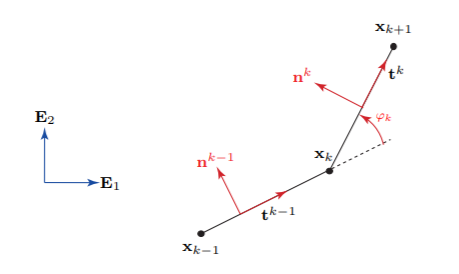 x_{k+1}
t^k
n^k
φ_k
E_2
x_k
n^{k-1}
E_1
t^{k-1}
x_{k-1}